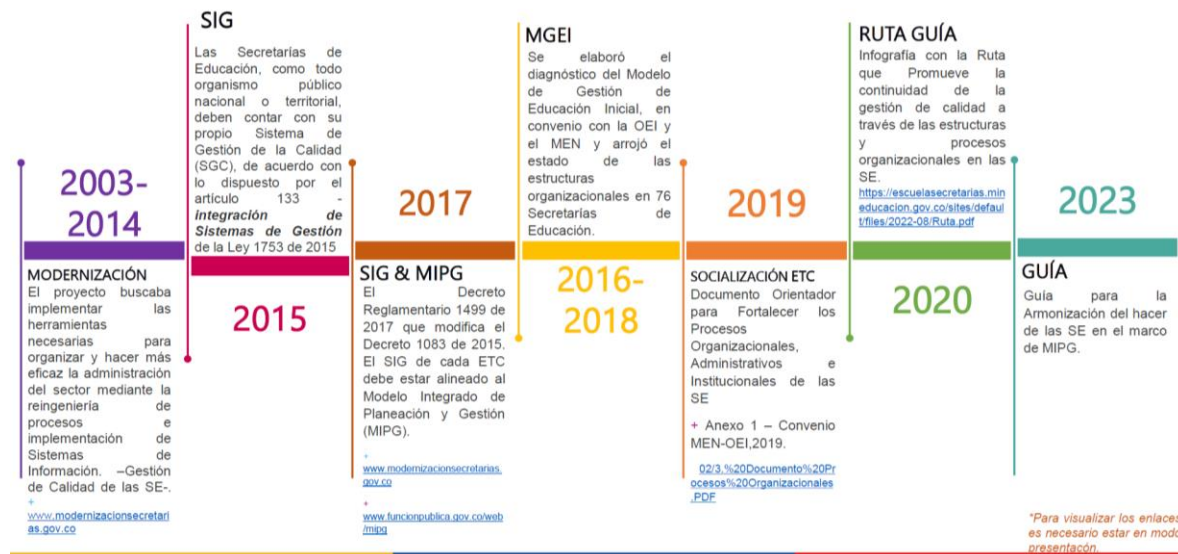 2003-
2014
MODERNIZACIÓN
El proyecto buscaba
implementar las
herramientas
necesarias para
organizar y hacer más
eficaz la administración
del sector mediante la
reingeniería de
procesos e
implementación de
Sistemas de
Información. –Gestión
de Calidad de las SE-.
+
www.modernizacionsecretari
as.gov.co
SIG
Las Secretarías de
Educación, como todo
organismo público
nacional o territorial,
deben contar con su
propio Sistema de
Gestión de la Calidad
(SGC), de acuerdo con
lo dispuesto por el
artículo 133 -
integración de
Sistemas de Gestión
de la Ley 1753 de 2015
2015
2017
SIG & MIPG
El Decreto
Reglamentario 1499 de
2017 que modifica el
Decreto 1083 de 2015.
El SIG de cada ETC
debe estar alineado al
Modelo Integrado de
Planeación y Gestión
(MIPG).
+
www.modernizacionsecretarias.
gov.co
+
www.funcionpublica.gov.co/web
/mipg
MGEI
Se elaboró el
diagnóstico del Modelo
de Gestión de
Educación Inicial, en
convenio con la OEI y
el MEN y arrojó el
estado de las
estructuras
organizacionales en 76
Secretarías de
Educación.
2016-
2018
2019
SOCIALIZACIÓN ETC
Documento Orientador
para Fortalecer los
Procesos
Organizacionales,
Administrativos e
Institucionales de las
SE
+ Anexo 1 – Convenio
MEN-OEI,2019.
02/3.%20Documento%20Pr
ocesos%20Organizacionales
.PDF
RUTA GUÍA
Infografía con la Ruta
que Promueve la
continuidad de la
gestión de calidad a
través de las estructuras
y procesos
organizacionales en las
SE.
https://escuelasecretarias.min
educacion.gov.co/sites/defaul
t/files/2022-08/Ruta.pdf
2020
2023
GUÍA
Guía para la
Armonización del hacer
de las SE en el marco
de MIPG.
*Para visualizar los enlaces
es necesario estar en modo
presentacón.